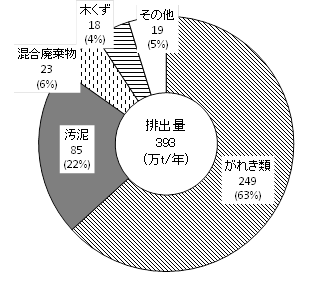 木くず
18
(4%)
その他
19
(5%)
混合廃棄物
23
(6%)
汚泥
85
(22%)
排出量
393
(万t/年)
がれき類
249
(63%)